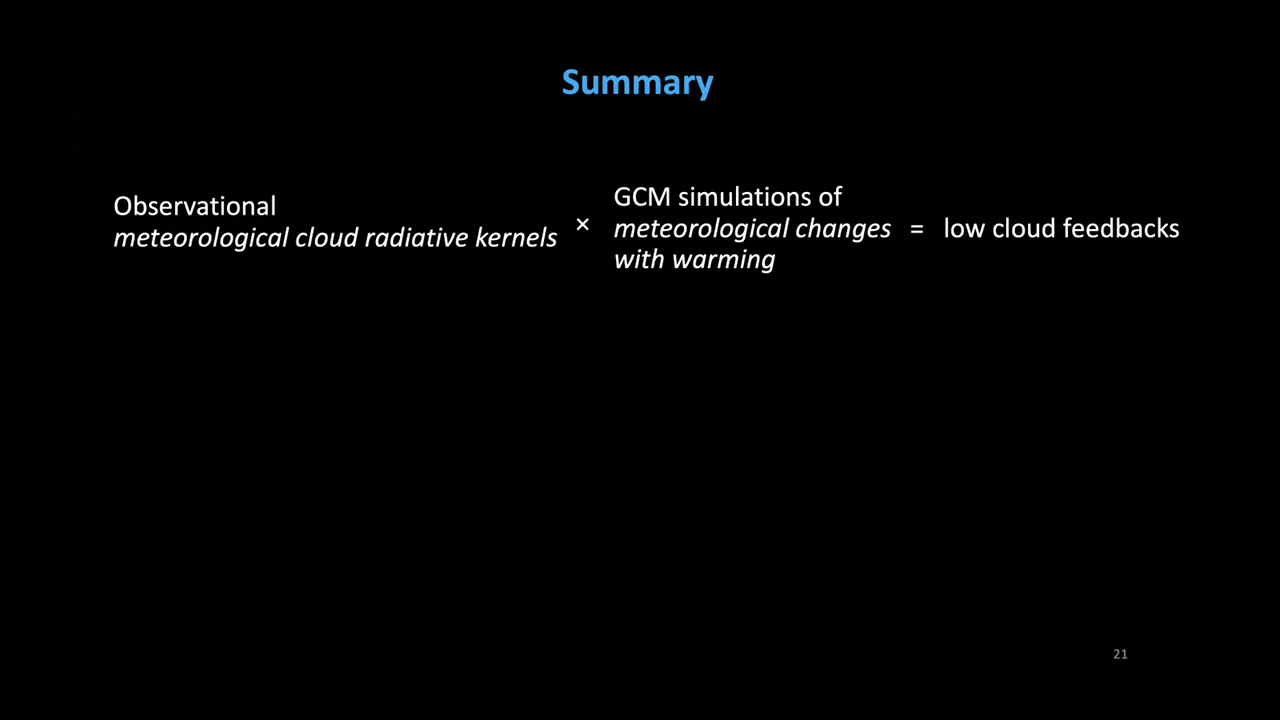 Summary
Observational
meteorological cloud radiative kernels
×
GCM simulations of
meteorological changes
with warming
= low cloud feedbacks
21